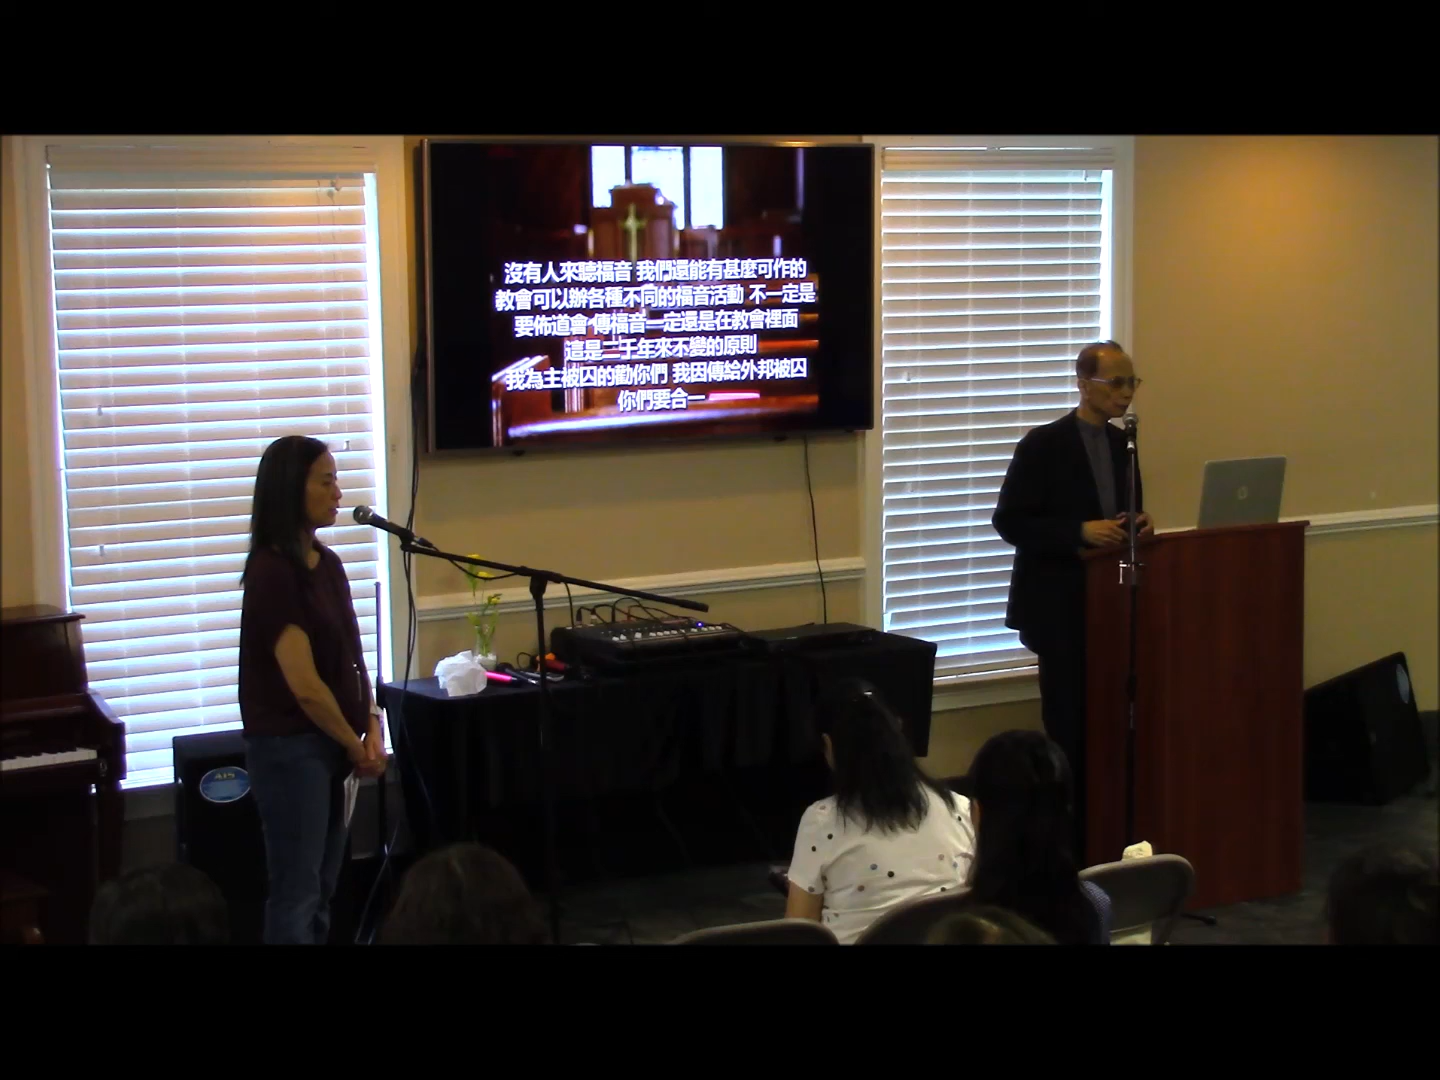 沒有人來聽福音 我們還能有甚麼可作的
教會可以辦各種不同的福音活動 不一定是
要佈道會 傳福音一定還是在教會裡面
這是二千年來不變的原則
我為主被囚的勸你們 我因傳給外邦被囚
你們要合一
AIS
hp